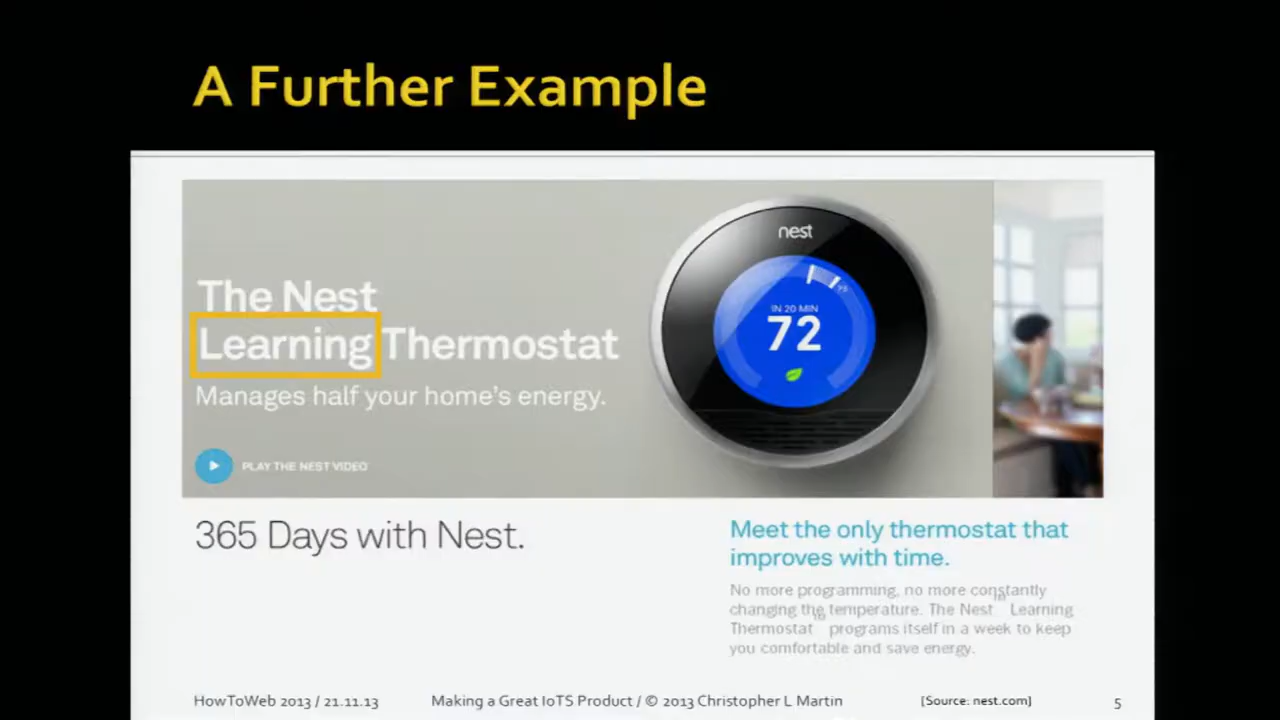 A Further Example
nest
IN 20 MIN
72
The Nest
Learning Thermostat
Manages half your home's energy.
PLAY THE NEST VIDEO
365 Days with Nest.
Meet the only thermostat that
improves with time.
No more programming, no more constantly
changing the temperature. The Nest Learning
Thermostat programs itself in a week to keep
you comfortable and save energy.
HowToWeb 2013 / 21.11.13
Making a Great IoTS Product / © 2013 Christopher L Martin
[Source: nest.com]
5